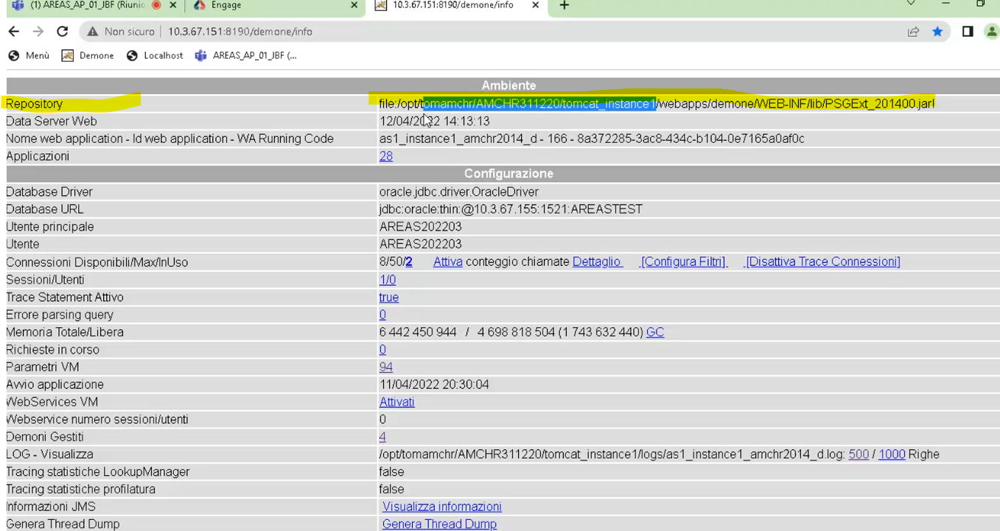 (1) AREAS_AP_01_JBF (Riunio
Engage
10.3.67.151:8190/demone/info
Non sicuro
10.3.67.151:8190/demone/info
Menù
Demone
Localhost
AREAS_AP_01_JBF (...
Ambiente
Repository file:/opt/tomamchr/AMCHR311220/tomcat_instance1/webapps/demone/WEB-INF/lib/PSGExt_201400.jar!
Data Server Web 12/04/2022 14:13:13
Nome web application - Id web application - WA Running Code as1_instance1_amchr2014_d - 166 - 8a372285-3ac8-434c-b104-0e7165a0af0c
Applicazioni 28
Configurazione
Database Driver oracle.jdbc.driver.OracleDriver
Database URL jdbc:oracle:thin:@10.3.67.155:1521:AREASTEST
Utente principale AREAS202203
Utente AREAS202203
Connessioni Disponibili/Max/InUso 8/50/2 Attiva conteggio chiamate Dettaglio [Configura Filtri] [Disattiva Trace Connessioni]
Sessioni/Utenti 1/0
Trace Statement Attivo true
Errore parsing query 0
Memoria Totale/Libera 6 442 450 944 / 4 698 818 504 (1 743 632 440) GC
Richieste in corso 0
Parametri VM 94
Avvio applicazione 11/04/2022 20:30:04
WebServices VM Attivati
Webservice numero sessioni/utenti 0
Demoni Gestiti 4
LOG - Visualizza /opt/tomamchr/AMCHR311220/tomcat_instance1/logs/as1_instance1_amchr2014_d.log: 500 / 1000 Righe
Tracing statistiche LookupManager false
Tracing statistiche profilatura false
Informazioni JMS Visualizza informazioni
Genera Thread Dump Genera Thread Dump